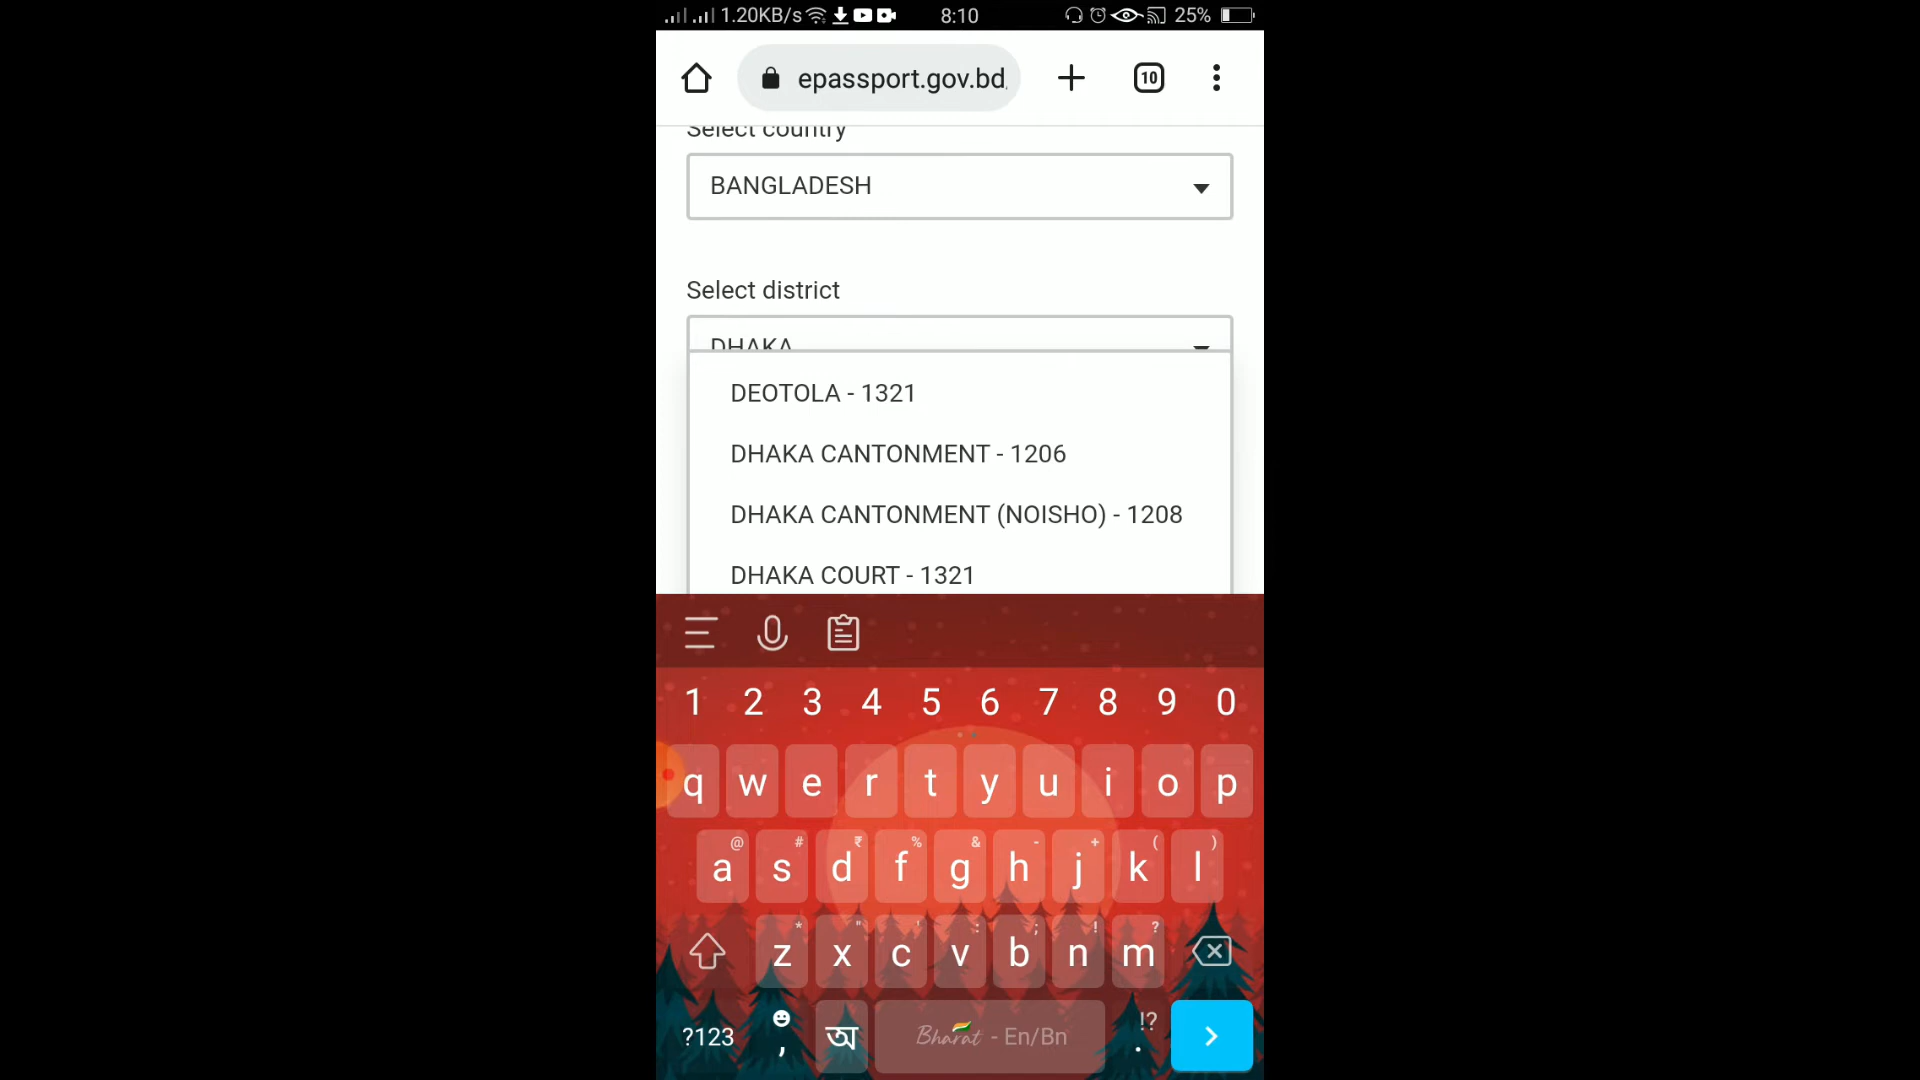 1.20KB/s 8:10 25%
epassport.gov.bd
10
Select country
BANGLADESH
Select district
DHAKA
DEOTOLA - 1321
DHAKA CANTONMENT - 1206
DHAKA CANTONMENT (NOISHO) - 1208
DHAKA COURT - 1321
1 2 3 4 5 6 7 8 9 0
q w e r t y u i o p
@ # ₹ % & - + ( )
a s d f g h j k l
* " ' : ; ! ?
z x c v b n m
?123 , অ Bharat - En/Bn !? .